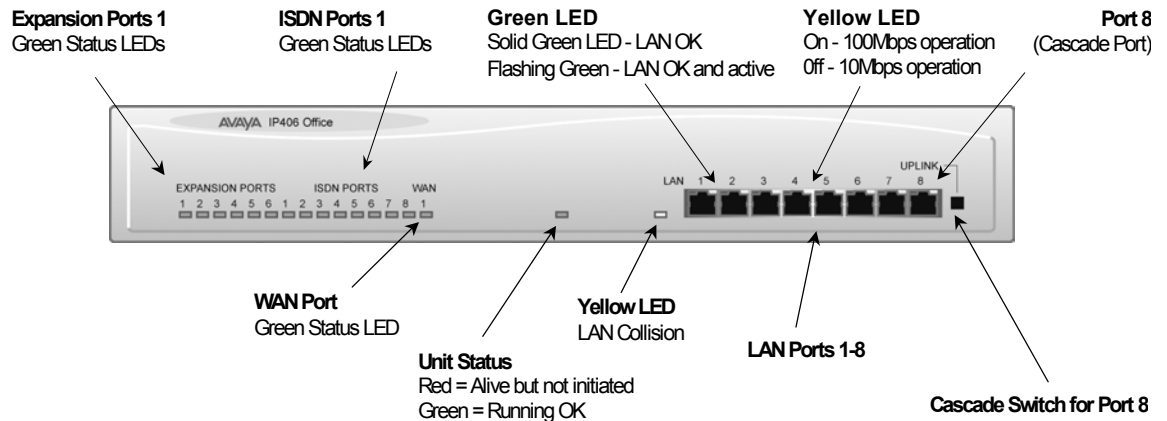 Expansion Ports 1
Green Status LEDs
ISDN Ports 1
Green Status LEDs
Green LED
Solid Green LED - LAN OK
Flashing Green - LAN OK and active
Yellow LED
On - 100Mbps operation
Off - 10Mbps operation
Port 8
(Cascade Port)
AVAYA IP406 Office
UPLINK
LAN 1 2 3 4 5 6 7 8
EXPANSION PORTS ISDN PORTS WAN
1 2 3 4 5 6 1 2 3 4 5 6 7 8 1
WAN Port
Green Status LED
Unit Status
Red = Alive but not initiated
Green = Running OK
Yellow LED
LAN Collision
LAN Ports 1-8
Cascade Switch for Port 8